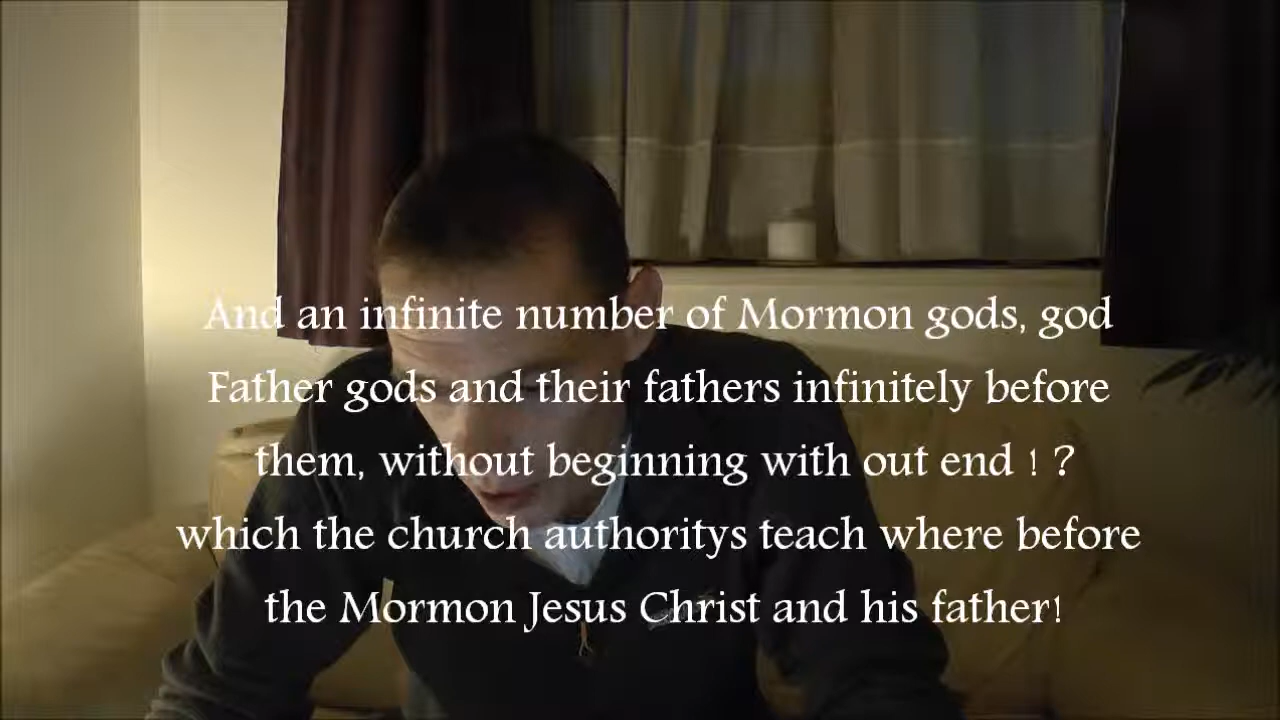 And an infinite number of Mormon gods, god
Father gods and their fathers infinitely before
them, without beginning with out end ! ?
which the church authoritys teach where before
the Mormon Jesus Christ and his father!